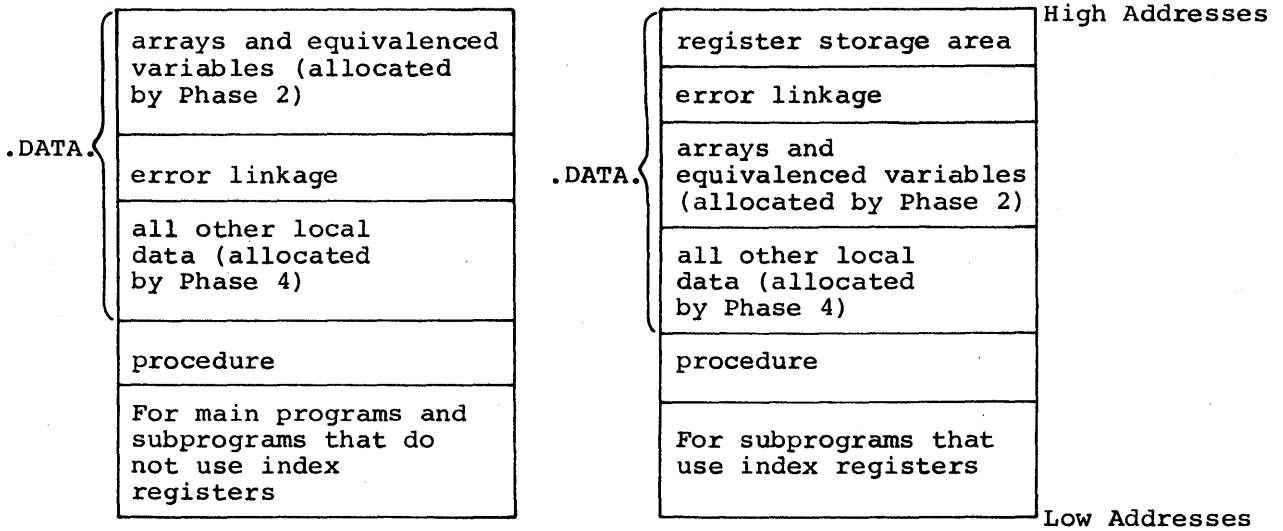 .DATA.
arrays and equivalenced
variables (allocated
by Phase 2)
error linkage
all other local
data (allocated
by Phase 4)
procedure
For main programs and
subprograms that do
not use index
registers
.DATA.
High Addresses
register storage area
error linkage
arrays and
equivalenced variables
(allocated by Phase 2)
all other local
data (allocated
by Phase 4)
procedure
For subprograms that
use index registers
Low Addresses